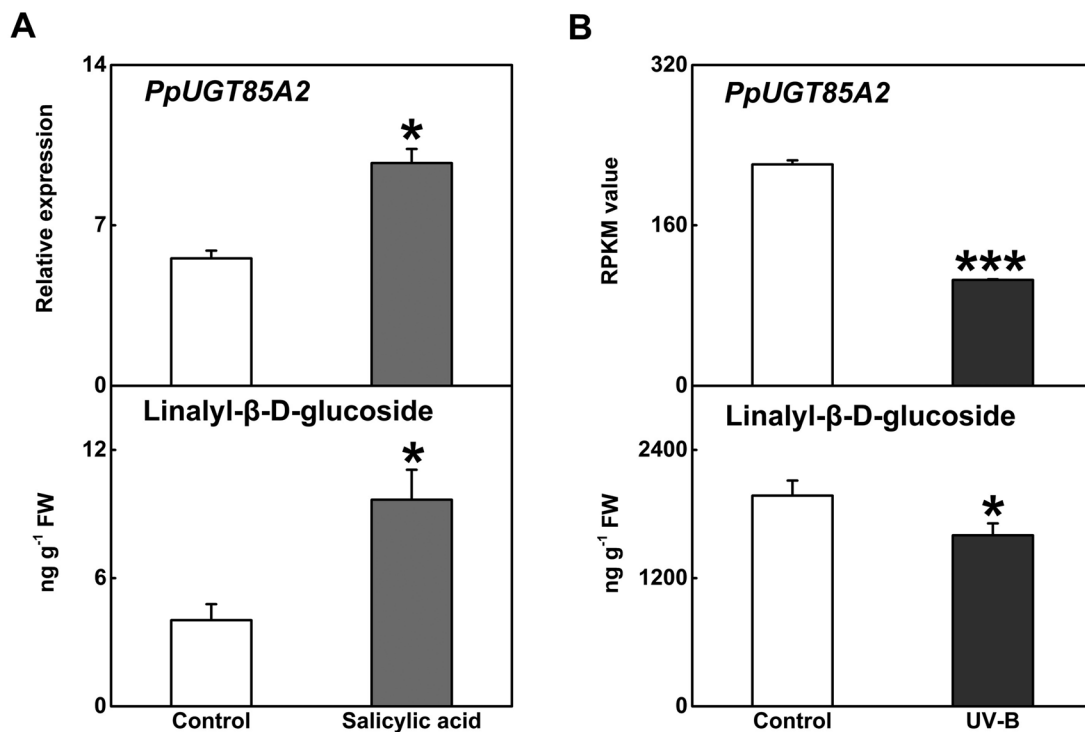 A
14
PpUGT85A2
*
Relative expression
7
0
Linalyl-β-D-glucoside
12
*
ng g⁻¹ FW
6
0
Control
Salicylic acid
B
320
PpUGT85A2
RPKM value
160
***
0
Linalyl-β-D-glucoside
2400
*
ng g⁻¹ FW
1200
0
Control
UV-B